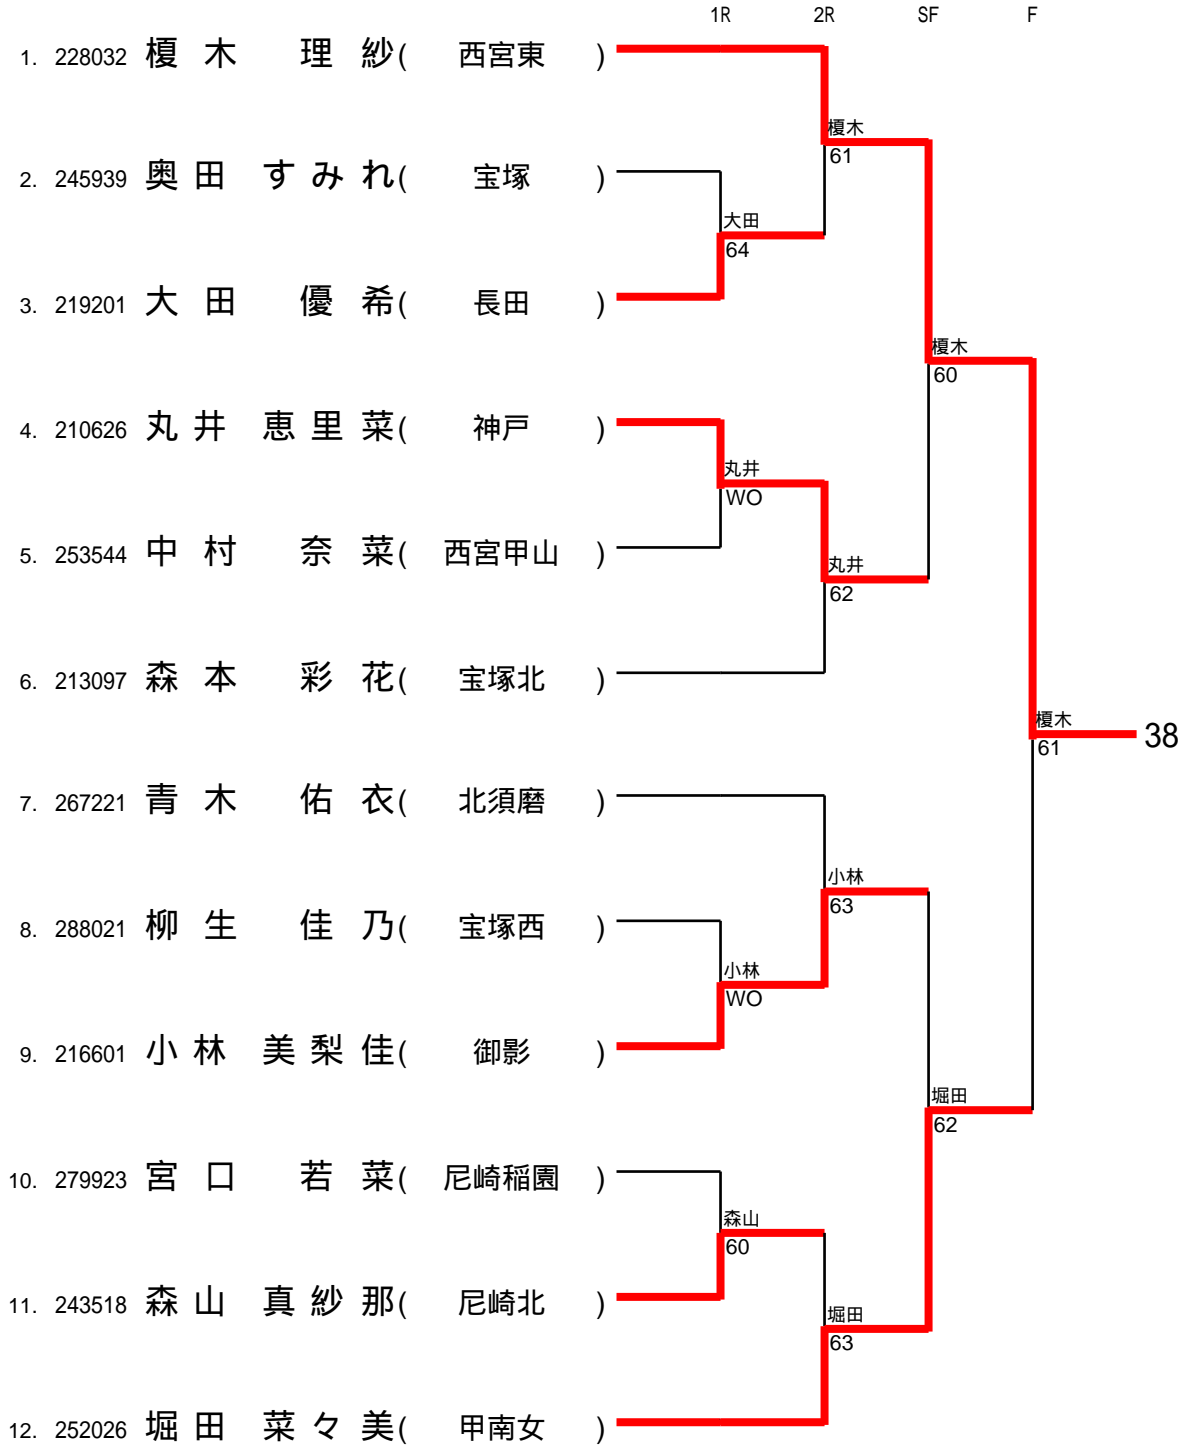 1R 2R SF F
1. 228032 榎木 理紗( 西宮東 )
榎木
61
2. 245939 奥田 すみれ( 宝塚 )
大田
64
3. 219201 大田 優希( 長田 )
榎木
60
4. 210626 丸井 恵里菜( 神戸 )
丸井
WO
5. 253544 中村 奈菜( 西宮甲山 )
丸井
62
6. 213097 森本 彩花( 宝塚北 )
榎木
61
38
7. 267221 青木 佑衣( 北須磨 )
小林
63
8. 288021 柳生 佳乃( 宝塚西 )
小林
WO
9. 216601 小林 美梨佳( 御影 )
堀田
62
10. 279923 宮口 若菜( 尼崎稲園 )
森山
60
11. 243518 森山 真紗那( 尼崎北 )
堀田
63
12. 252026 堀田 菜々美( 甲南女 )